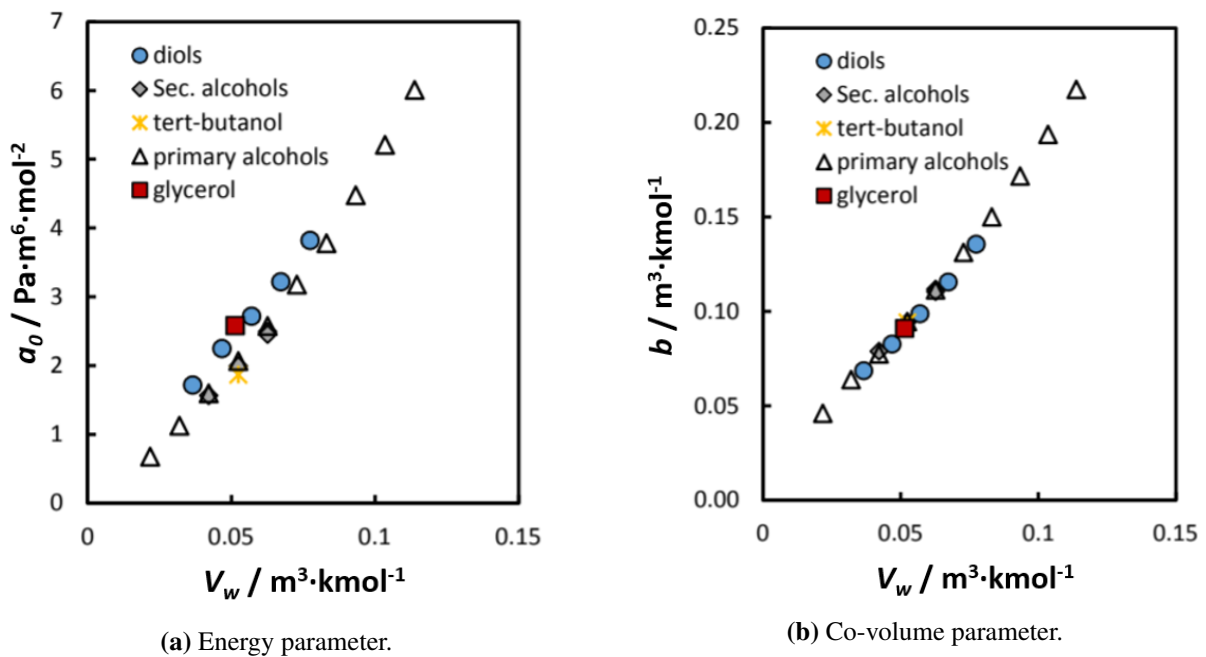 7
6
5
4
3
2
1
0
a₀ / Pa·m⁶·mol⁻²
diols
Sec. alcohols
tert-butanol
primary alcohols
glycerol
0
0.05
0.1
0.15
V_w / m³·kmol⁻¹
(a) Energy parameter.
0.25
0.20
0.15
0.10
0.05
0.00
b / m³·kmol⁻¹
diols
Sec. alcohols
tert-butanol
primary alcohols
glycerol
0
0.05
0.1
0.15
V_w / m³·kmol⁻¹
(b) Co-volume parameter.